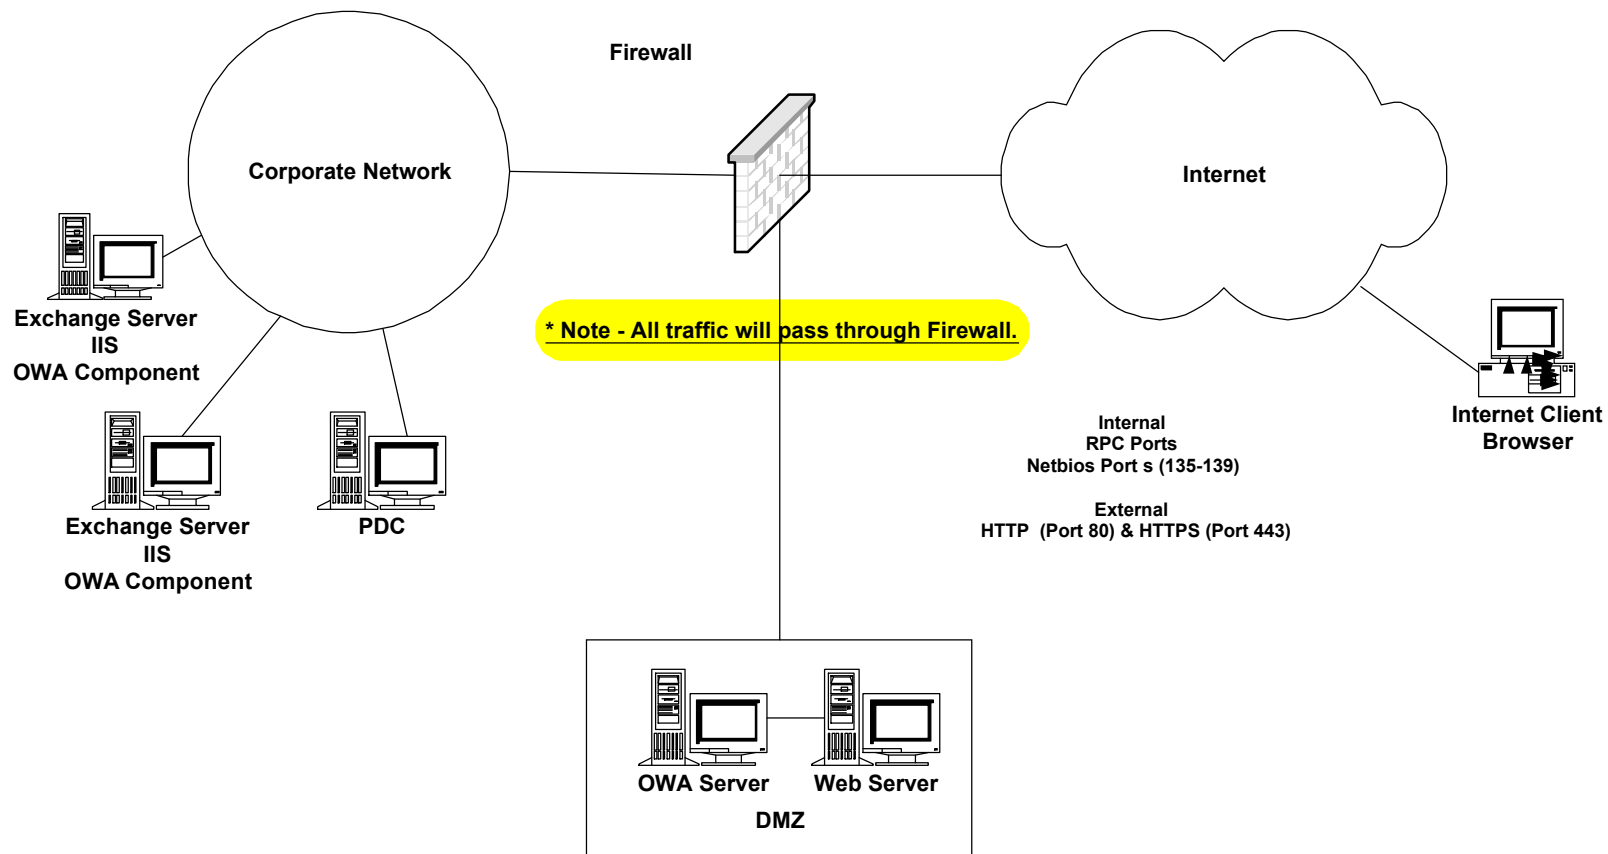 Firewall
Corporate Network
Internet
Exchange Server
IIS
OWA Component
* Note - All traffic will pass through Firewall.
Internet Client
Browser
Internal
RPC Ports
Netbios Port s (135-139)
External
HTTP (Port 80) & HTTPS (Port 443)
Exchange Server
IIS
OWA Component
PDC
OWA Server
Web Server
DMZ